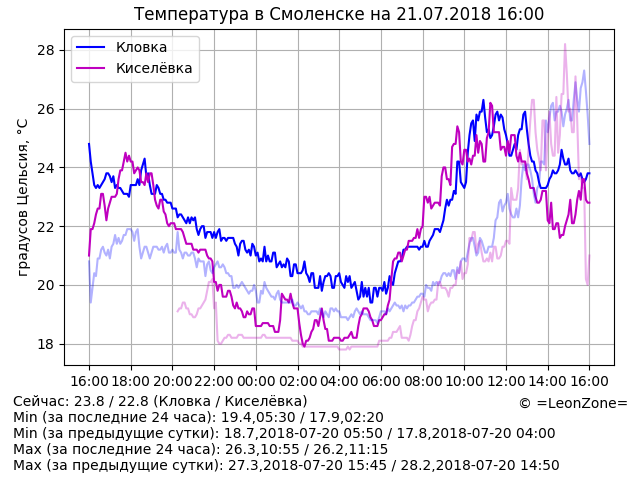 Температура в Смоленске на 21.07.2018 16:00
Кловка
Киселёвка
градусов Цельсия, °C
28
26
24
22
20
18
16:00 18:00 20:00 22:00 00:00 02:00 04:00 06:00 08:00 10:00 12:00 14:00 16:00
Сейчас: 23.8 / 22.8 (Кловка / Киселёвка)
© =LeonZone=
Min (за последние 24 часа): 19.4,05:30 / 17.9,02:20
Min (за предыдущие сутки): 18.7,2018-07-20 05:50 / 17.8,2018-07-20 04:00
Max (за последние 24 часа): 26.3,10:55 / 26.2,11:15
Max (за предыдущие сутки): 27.3,2018-07-20 15:45 / 28.2,2018-07-20 14:50